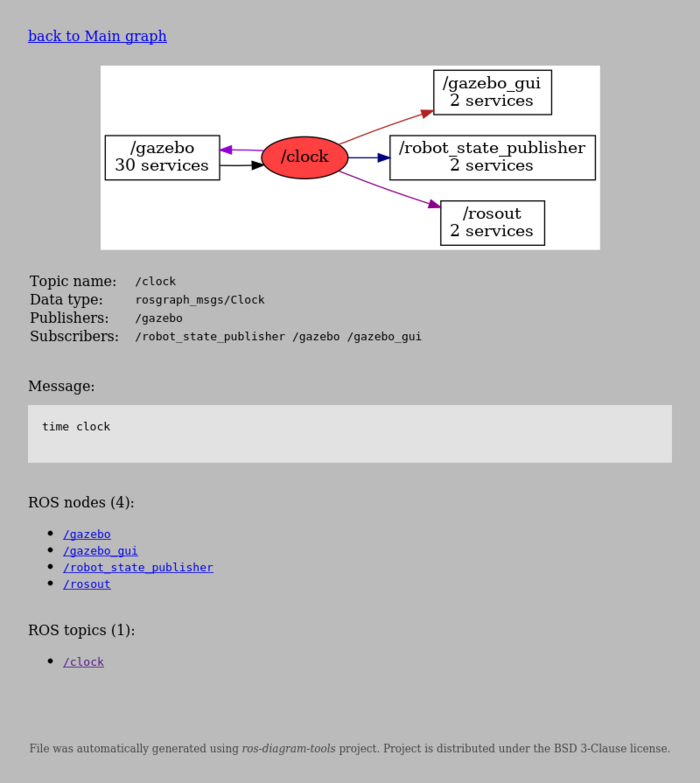 back to Main graph
/gazebo_gui
2 services
/gazebo
30 services
/clock
/robot_state_publisher
2 services
/rosout
2 services
Topic name: /clock
Data type: rosgraph_msgs/Clock
Publishers: /gazebo
Subscribers: /robot_state_publisher /gazebo /gazebo_gui
Message:
time clock
ROS nodes (4):
• /gazebo
• /gazebo_gui
• /robot_state_publisher
• /rosout
ROS topics (1):
• /clock
File was automatically generated using ros-diagram-tools project. Project is distributed under the BSD 3-Clause license.